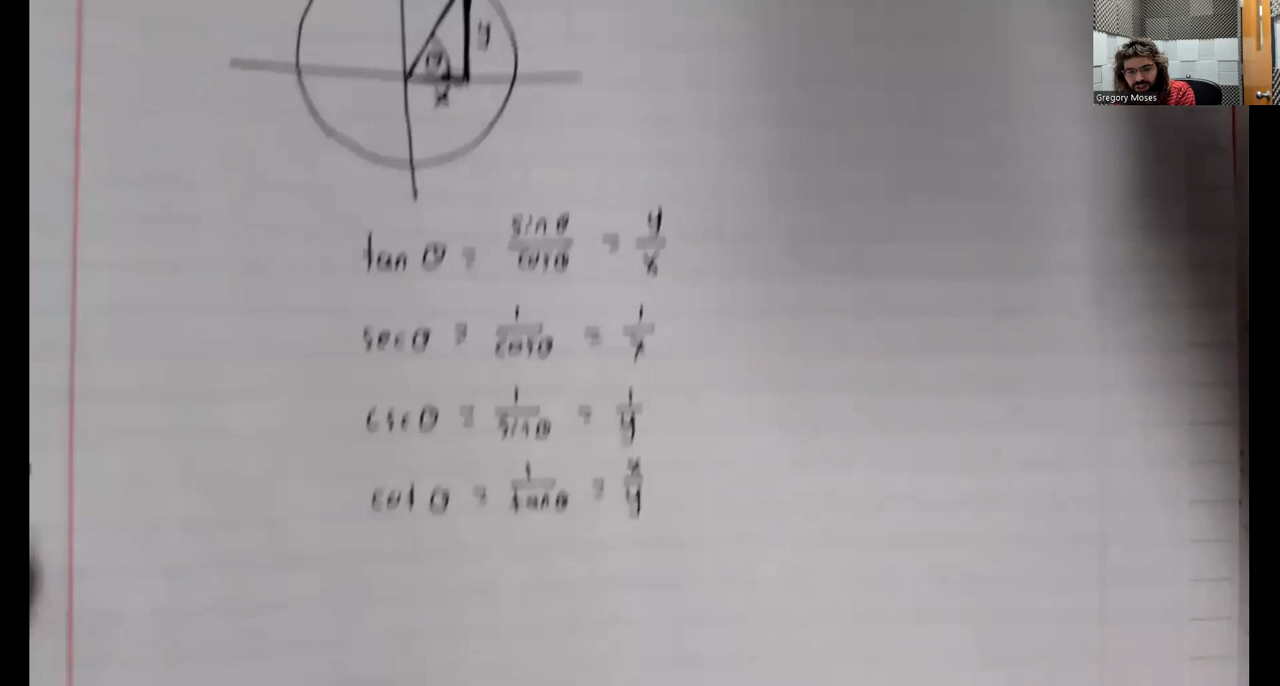 Gregory Moses
y
θ
x
tan θ = sin θ / cos θ = y / x
sec θ = 1 / cos θ = 1 / x
csc θ = 1 / sin θ = 1 / y
cot θ = 1 / tan θ = x / y